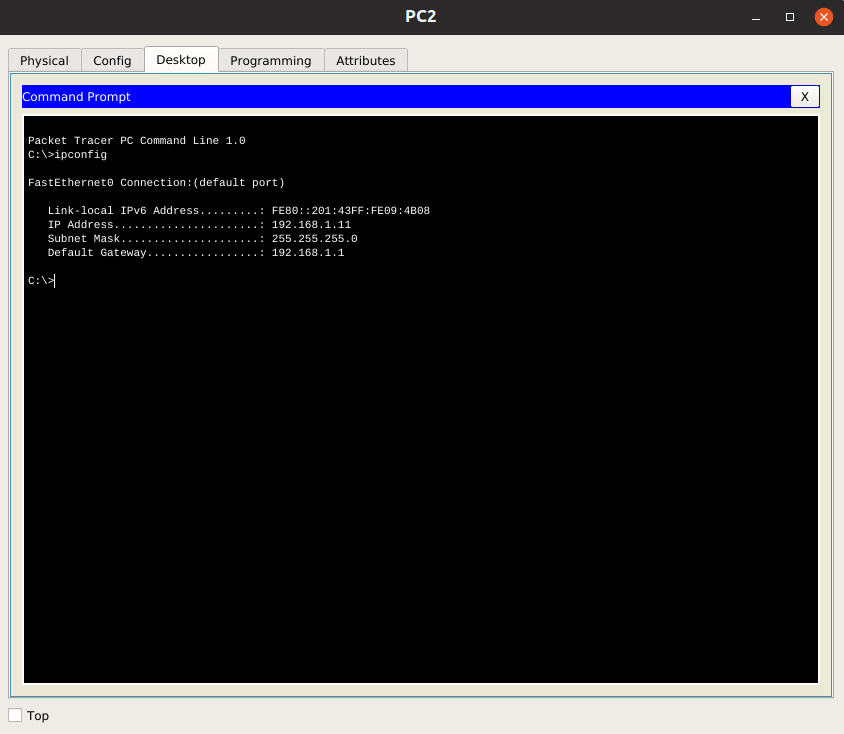 PC2
Physical Config Desktop Programming Attributes
Command Prompt X
Packet Tracer PC Command Line 1.0
C:\>ipconfig
FastEthernet0 Connection:(default port)
Link-local IPv6 Address.........: FE80::201:43FF:FE09:4B08
IP Address......................: 192.168.1.11
Subnet Mask.....................: 255.255.255.0
Default Gateway.................: 192.168.1.1
C:\>
Top